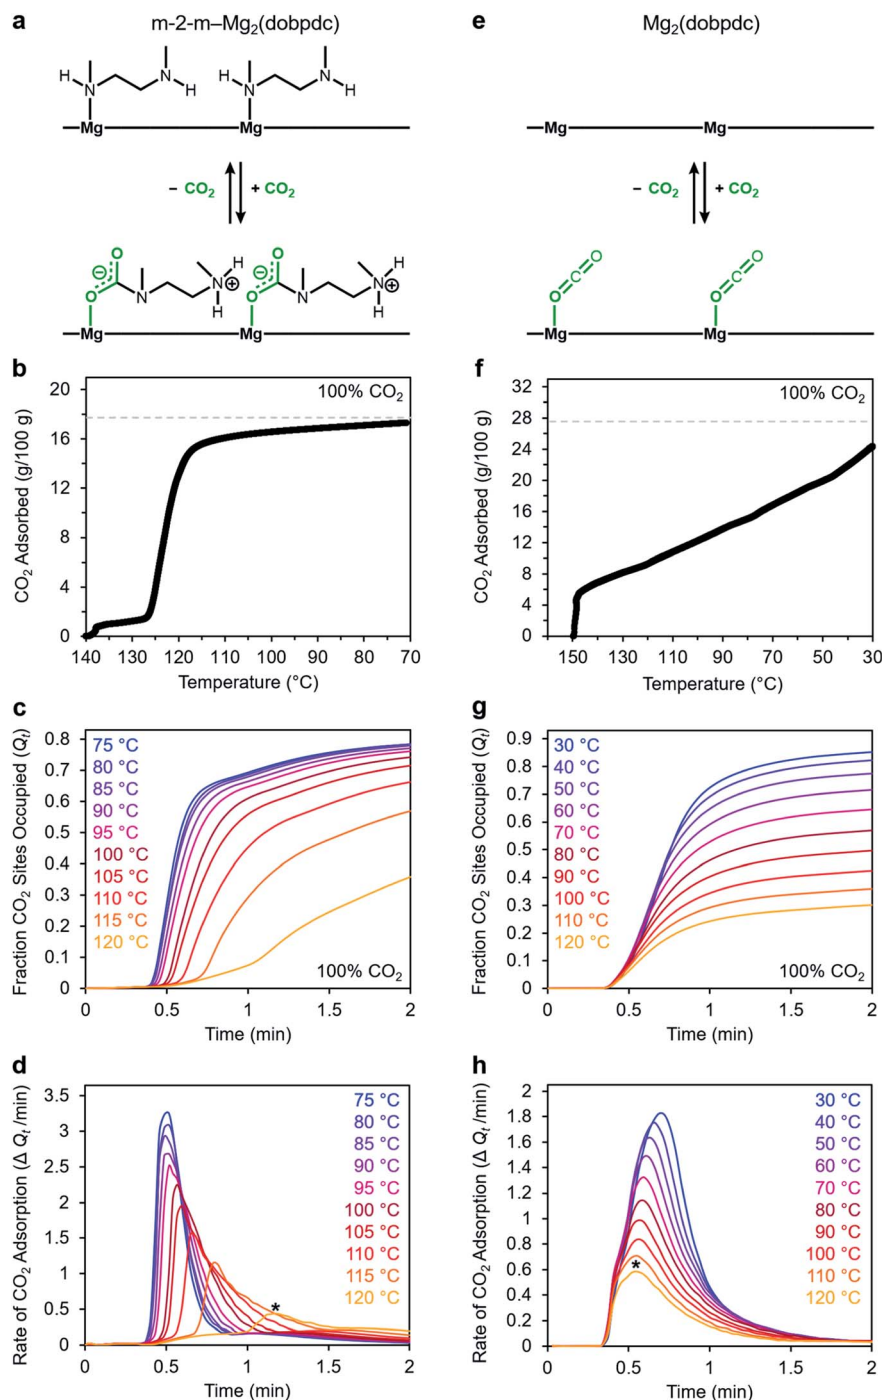 a
m-2-m–Mg₂(dobpdc)
H
N
N
H
H
N
N
H
Mg
Mg
– CO₂
+ CO₂
O
⊖
O
N
N
H
H
⊕
O
⊖
O
N
N
H
H
⊕
Mg
Mg
b
100% CO₂
CO₂ Adsorbed (g/100 g)
20
16
12
8
4
0
140 130 120 110 100 90 80 70
Temperature (°C)
c
Fraction CO₂ Sites Occupied (Qₜ)
0.8
0.7
0.6
0.5
0.4
0.3
0.2
0.1
0
75 °C
80 °C
85 °C
90 °C
95 °C
100 °C
105 °C
110 °C
115 °C
120 °C
100% CO₂
0 0.5 1 1.5 2
Time (min)
d
Rate of CO₂ Adsorption (Δ Qₜ /min)
3.5
3
2.5
2
1.5
1
0.5
0
75 °C
80 °C
85 °C
90 °C
95 °C
100 °C
105 °C
110 °C
115 °C
120 °C
*
0 0.5 1 1.5 2
Time (min)
e
Mg₂(dobpdc)
Mg
Mg
– CO₂
+ CO₂
O
C
O
O
C
O
Mg
Mg
f
100% CO₂
CO₂ Adsorbed (g/100 g)
32
28
24
20
16
12
8
4
0
150 130 110 90 70 50 30
Temperature (°C)
g
Fraction CO₂ Sites Occupied (Qₜ)
0.9
0.8
0.7
0.6
0.5
0.4
0.3
0.2
0.1
0
30 °C
40 °C
50 °C
60 °C
70 °C
80 °C
90 °C
100 °C
110 °C
120 °C
100% CO₂
0 0.5 1 1.5 2
Time (min)
h
Rate of CO₂ Adsorption (Δ Qₜ /min)
2
1.8
1.6
1.4
1.2
1
0.8
0.6
0.4
0.2
0
30 °C
40 °C
50 °C
60 °C
70 °C
80 °C
90 °C
100 °C
110 °C
120 °C
*
0 0.5 1 1.5 2
Time (min)